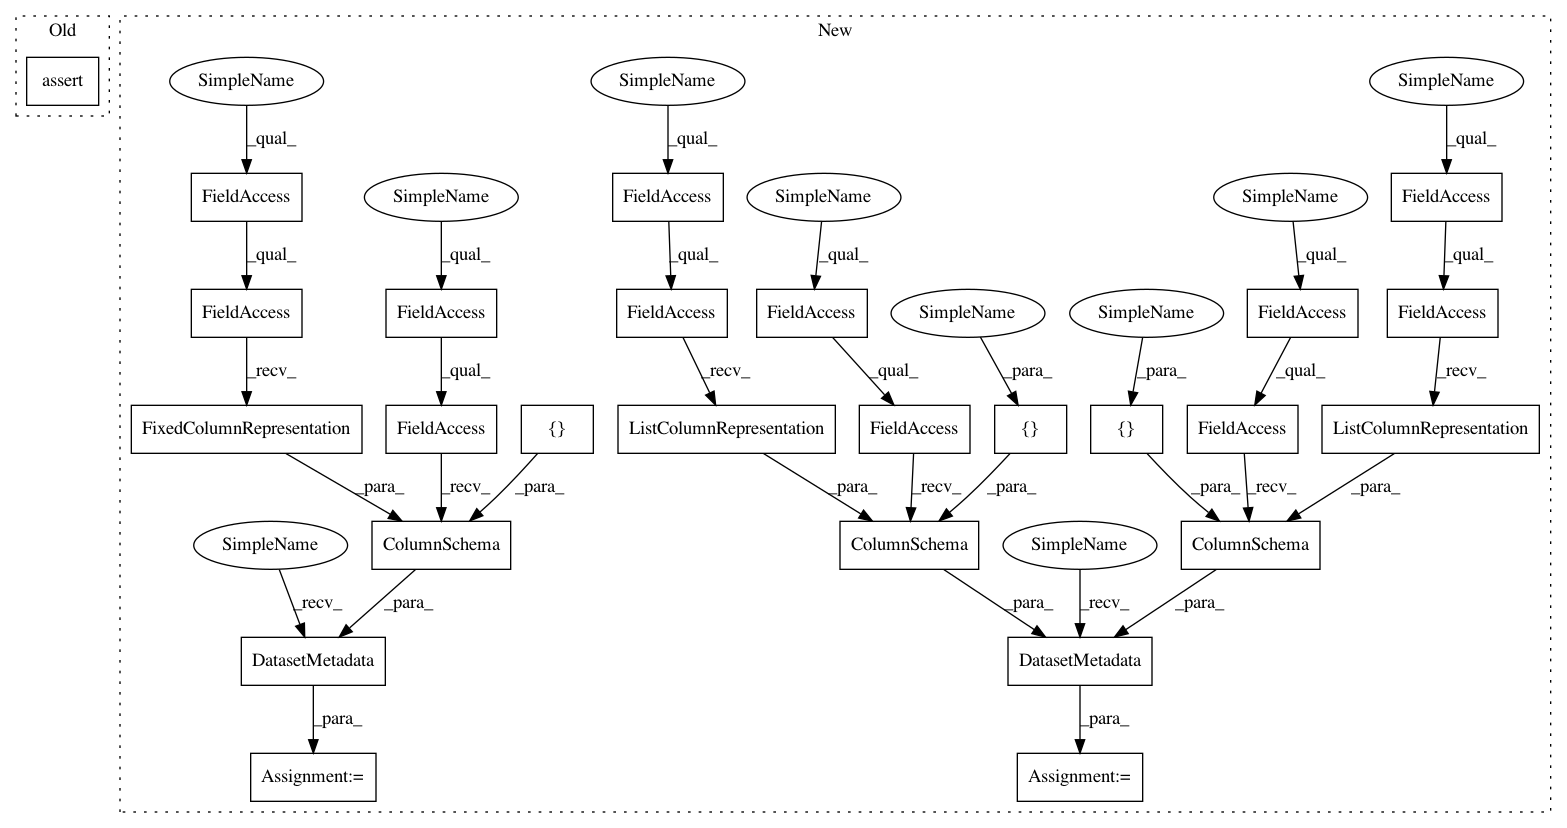 Old
New
assert
SimpleName
SimpleName
SimpleName
_qual_
_qual_
_qual_
FieldAccess
SimpleName
FieldAccess
SimpleName
SimpleName
FieldAccess
_qual_
_qual_
_qual_
_qual_
_qual_
_qual_
FieldAccess
FieldAccess
FieldAccess
FieldAccess
SimpleName
SimpleName
FieldAccess
FieldAccess
_recv_
_qual_
_recv_
_qual_
_para_
_para_
_qual_
_recv_
FixedColumnRepresentation
FieldAccess
{}
ListColumnRepresentation
FieldAccess
{}
{}
FieldAccess
ListColumnRepresentation
_para_
_recv_
_para_
_para_
_recv_
_para_
_para_
_recv_
_para_
SimpleName
ColumnSchema
ColumnSchema
SimpleName
ColumnSchema
_recv_
_para_
_para_
_recv_
_para_
DatasetMetadata
DatasetMetadata
_para_
_para_
Assignment:=
Assignment:=